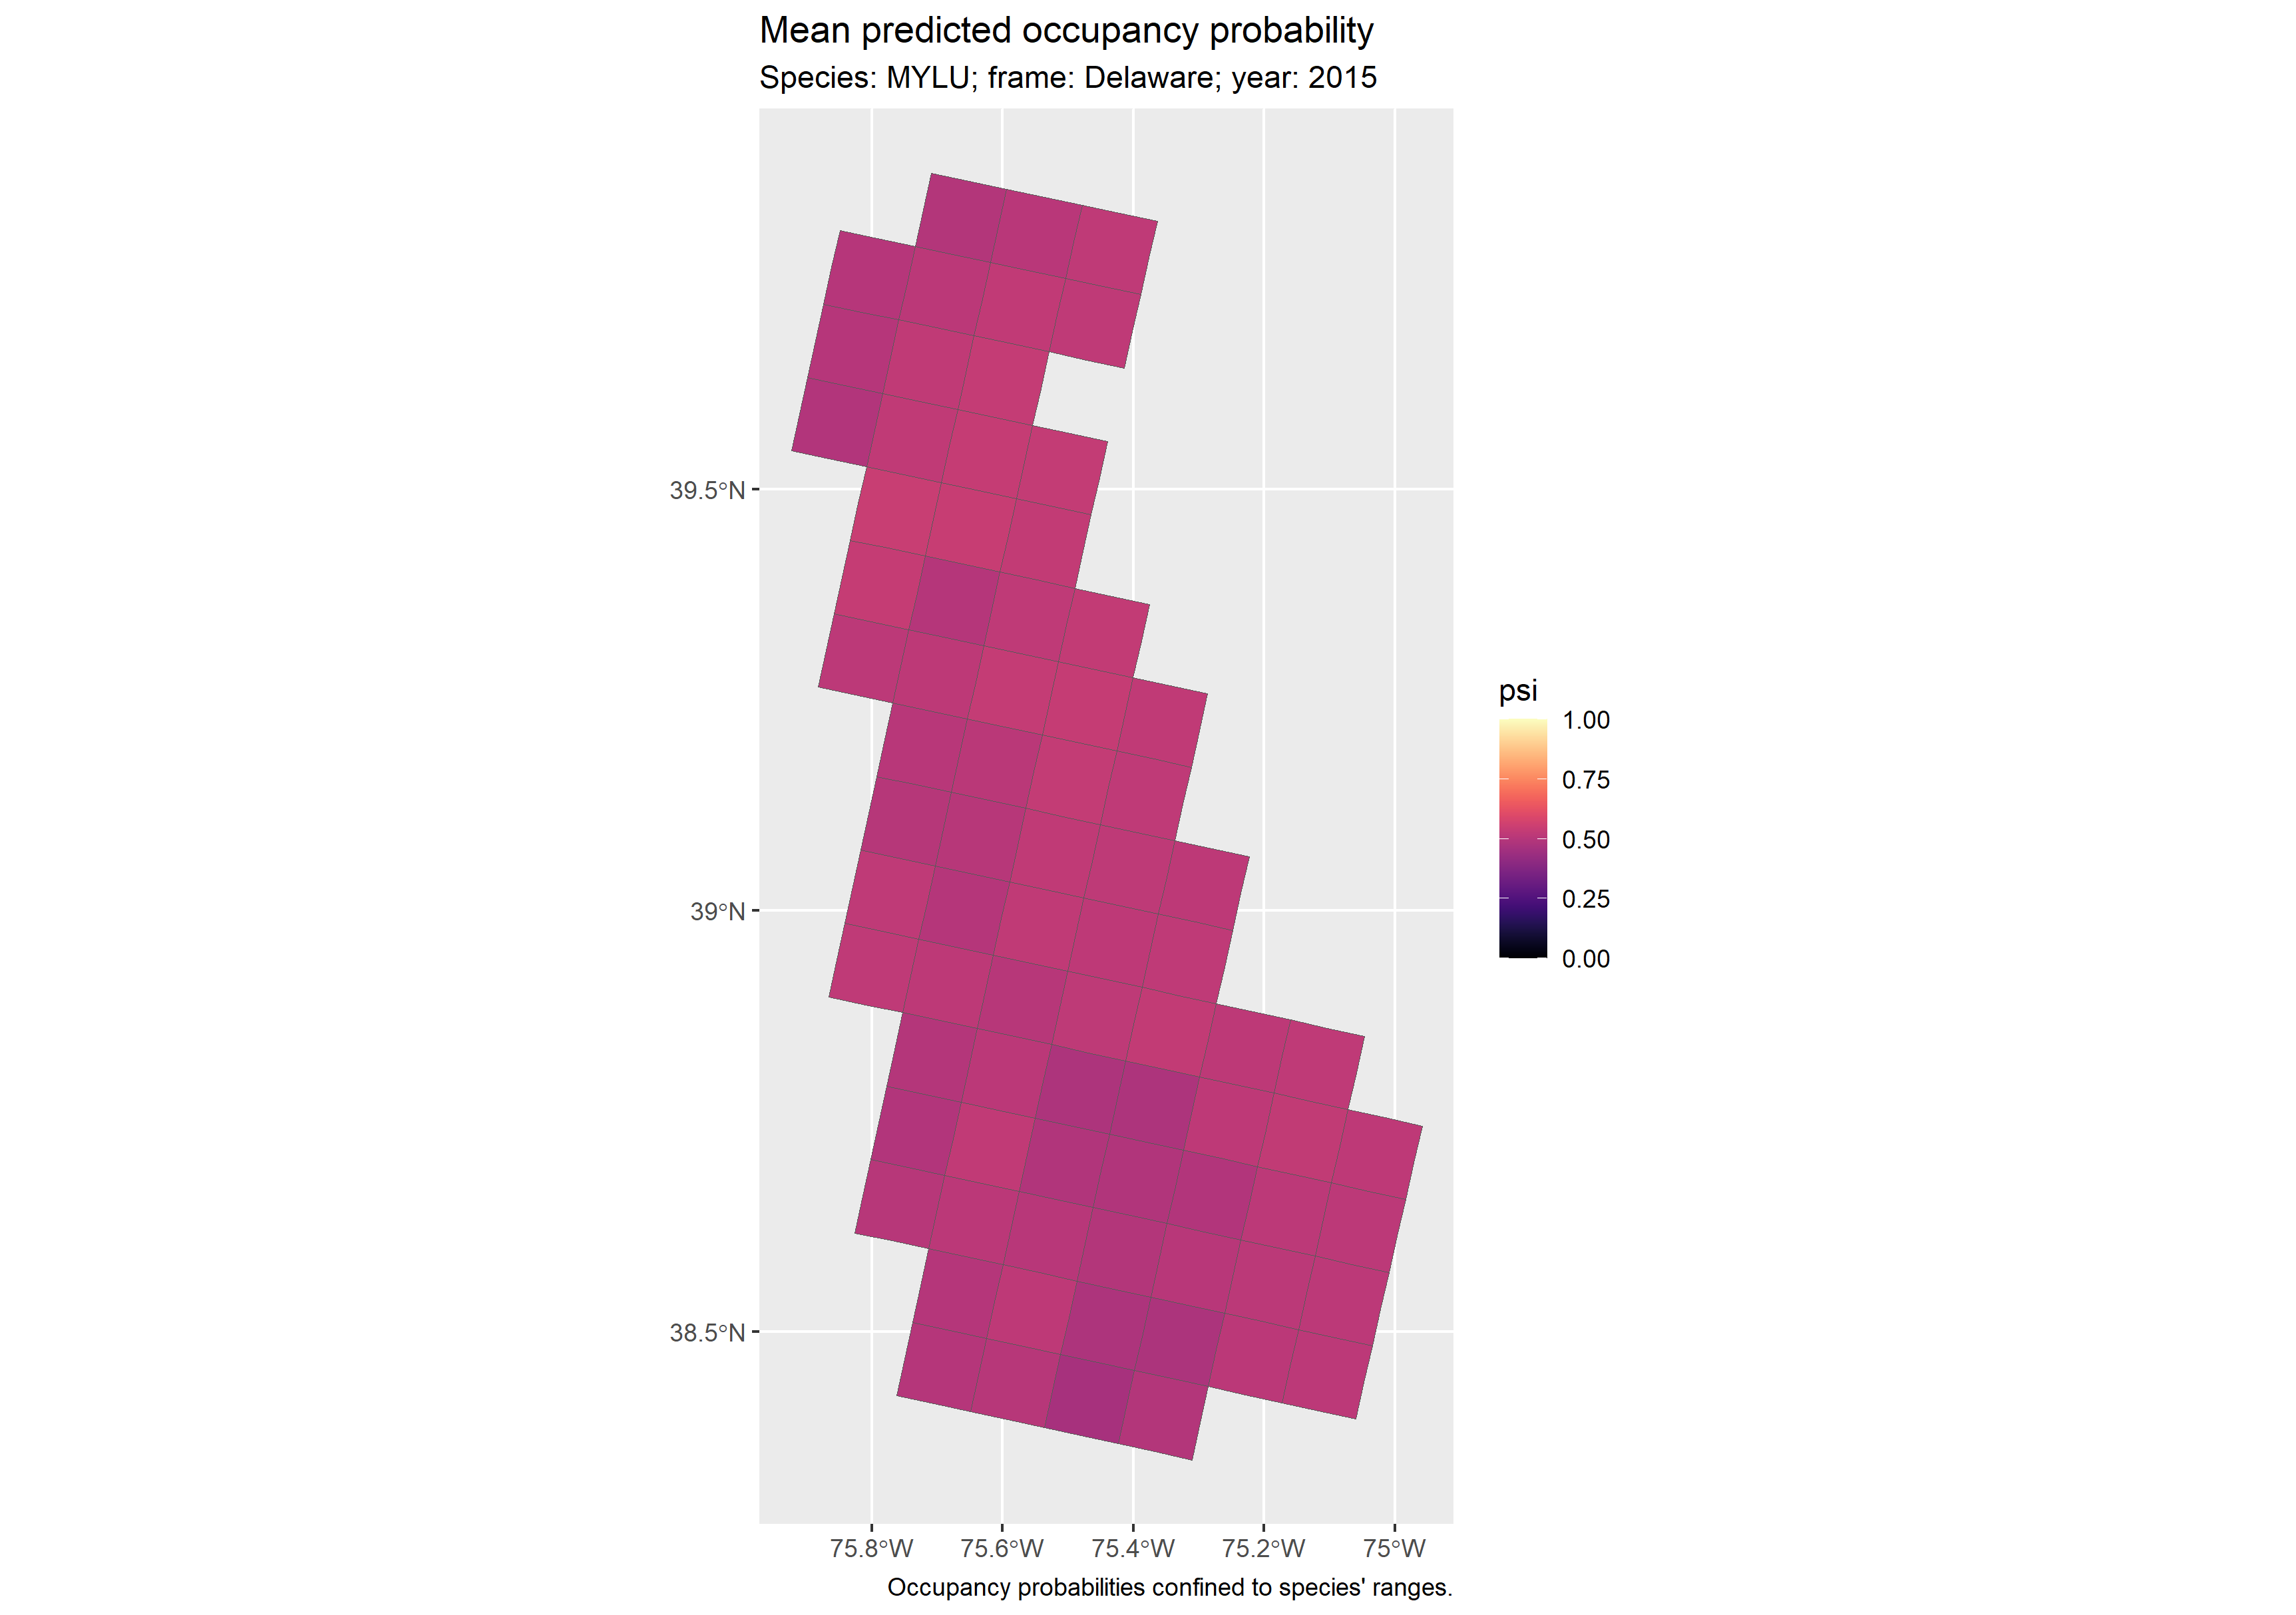 Mean predicted occupancy probability
Species: MYLU; frame: Delaware; year: 2015
39.5°N
39°N
38.5°N
75.8°W
75.6°W
75.4°W
75.2°W
75°W
psi
1.00
0.75
0.50
0.25
0.00
Occupancy probabilities confined to species' ranges.